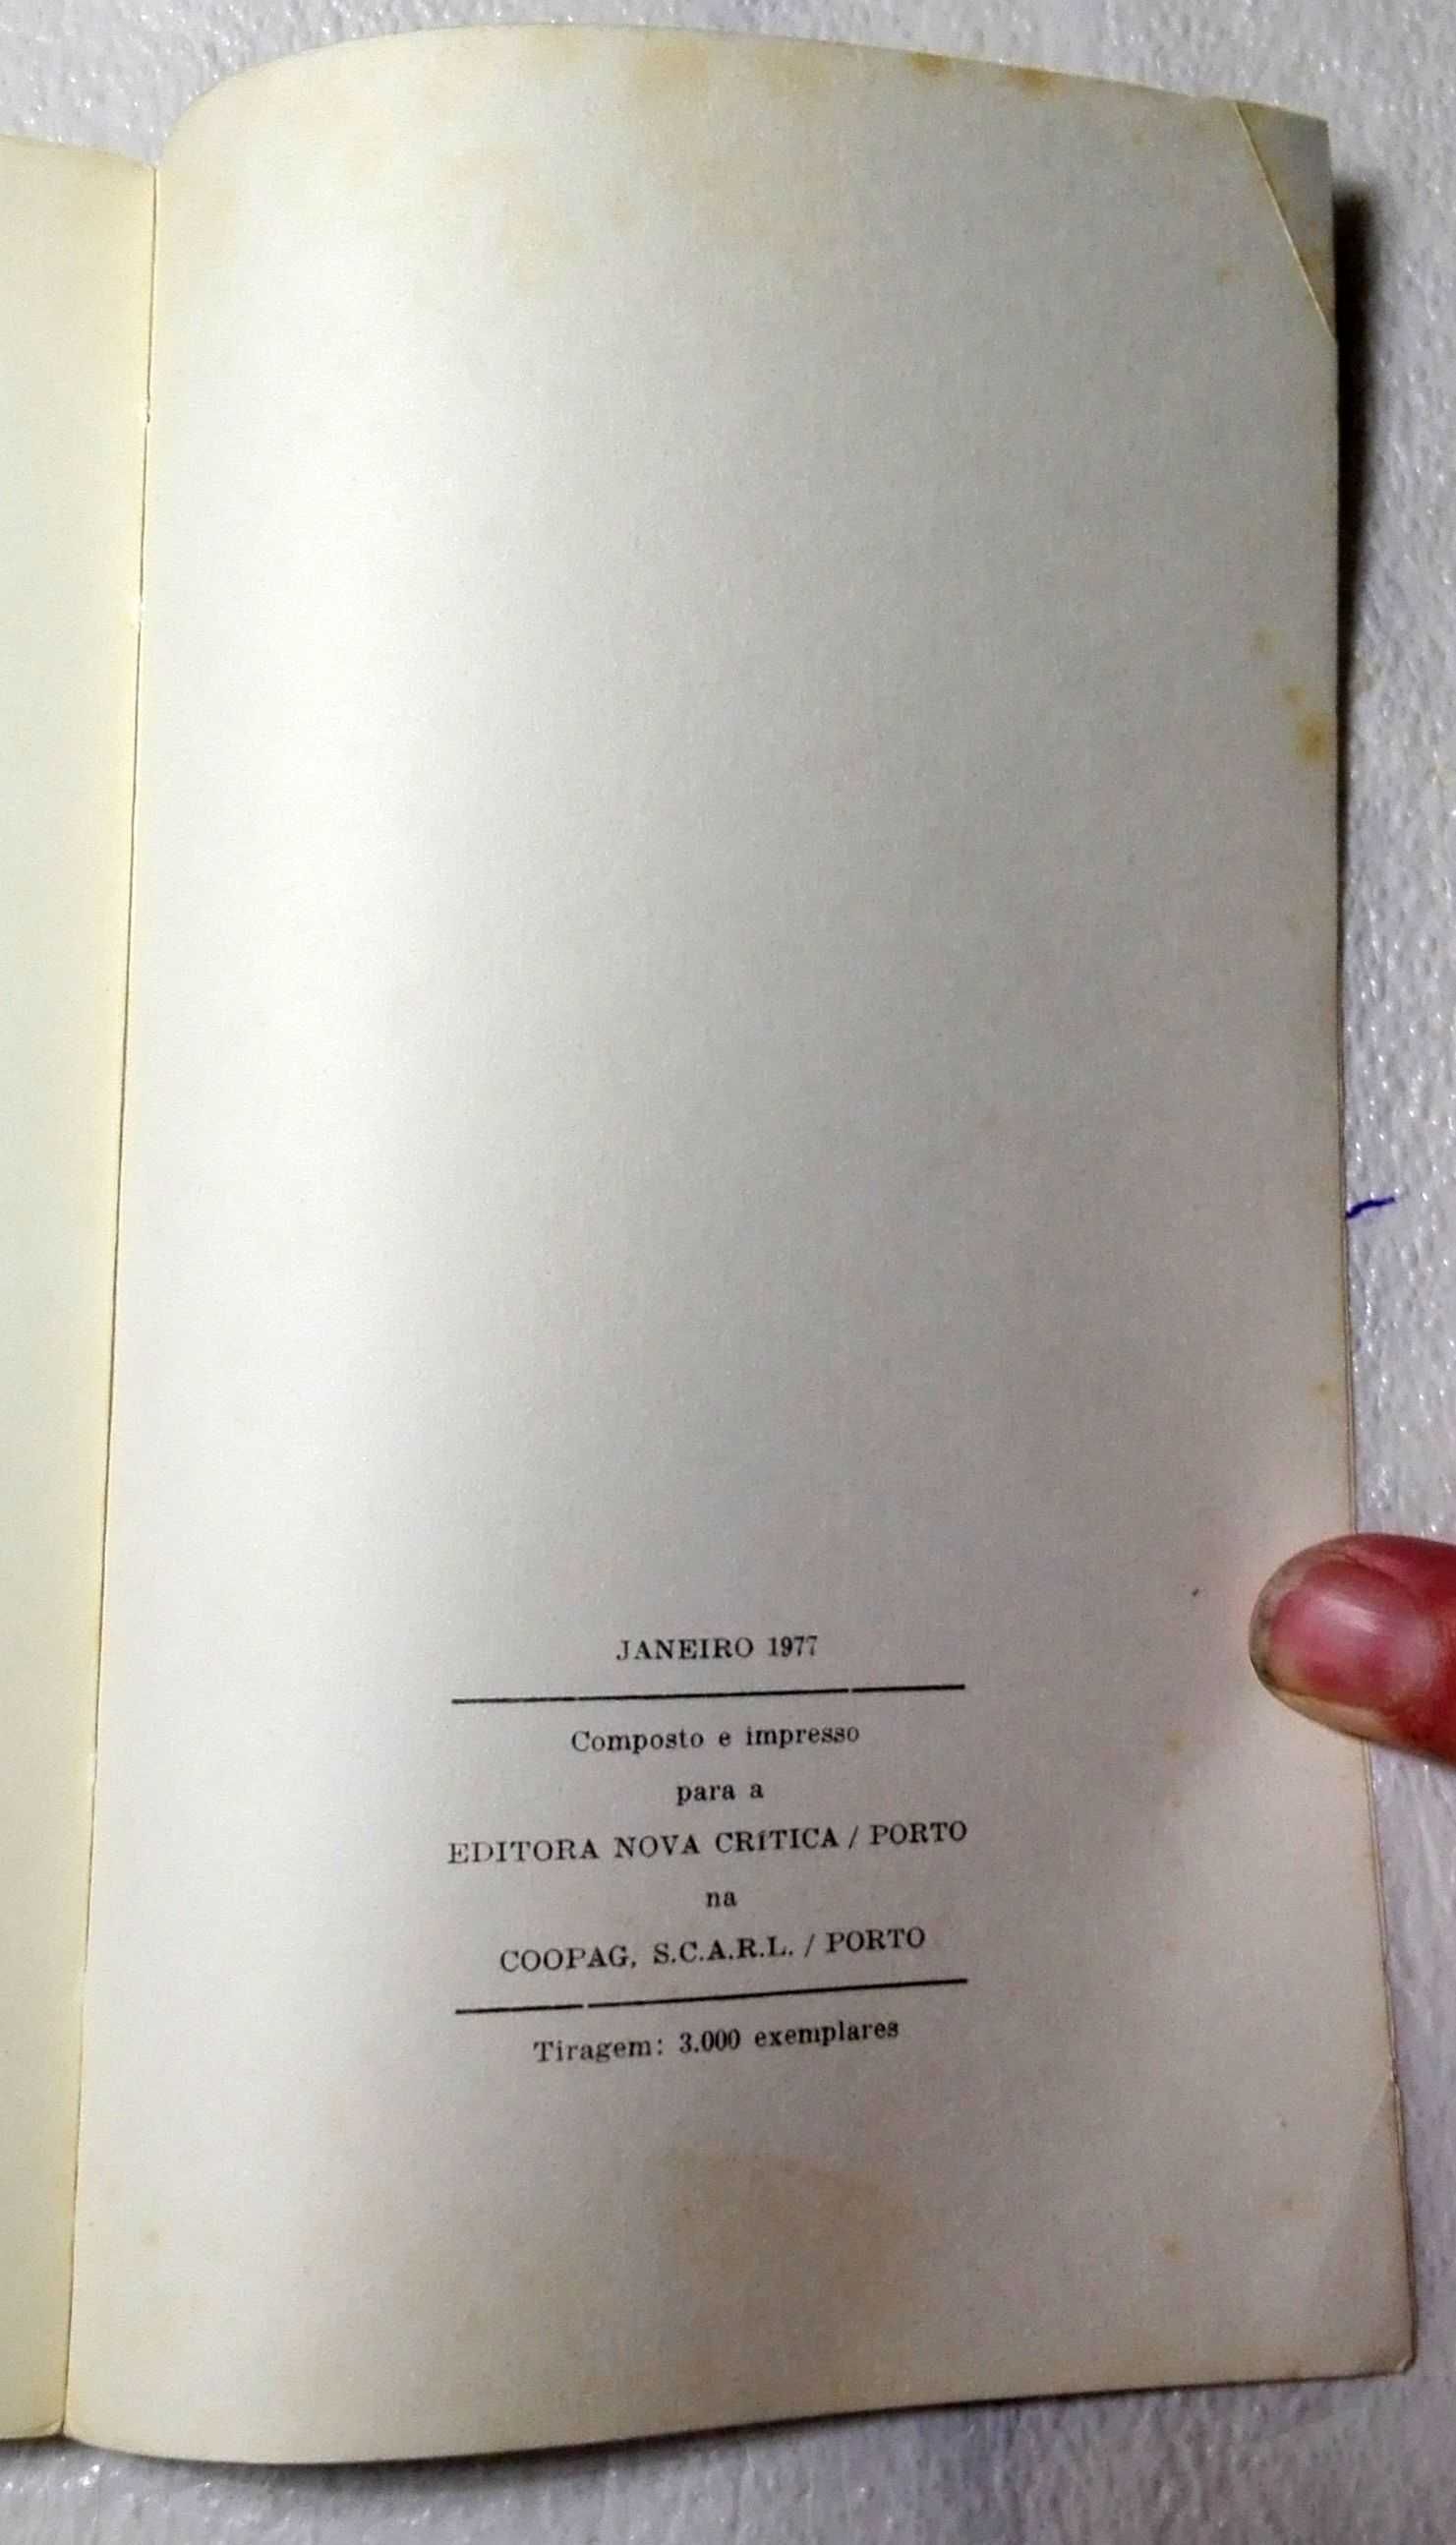 JANEIRO 1977
Composto e impresso
para a
EDITORA NOVA CRÍTICA / PORTO
na
COOPAG, S.C.A.R.L. / PORTO
Tiragem: 3.000 exemplares